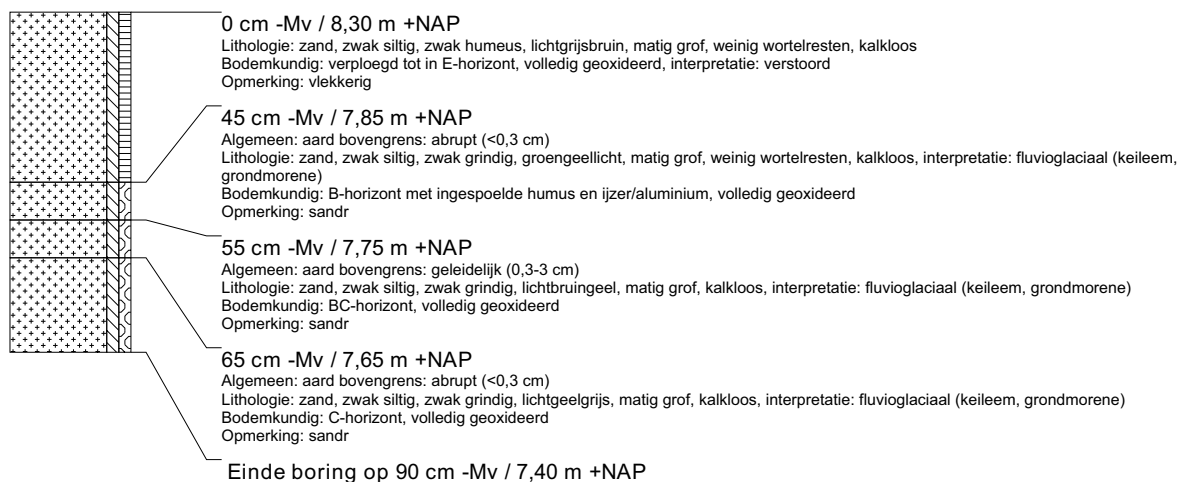 0 cm -Mv / 8,30 m +NAP
Lithologie: zand, zwak siltig, zwak humeus, lichtgrijsbruin, matig grof, weinig wortelresten, kalkloos
Bodemkundig: verploegd tot in E-horizont, volledig geoxideerd, interpretatie: verstoord
Opmerking: vlekkerig
45 cm -Mv / 7,85 m +NAP
Algemeen: aard bovengrens: abrupt (<0,3 cm)
Lithologie: zand, zwak siltig, zwak grindig, groengeellicht, matig grof, weinig wortelresten, kalkloos, interpretatie: fluvioglaciaal (keileem,
grondmorene)
Bodemkundig: B-horizont met ingespoelde humus en ijzer/aluminium, volledig geoxideerd
Opmerking: sandr
55 cm -Mv / 7,75 m +NAP
Algemeen: aard bovengrens: geleidelijk (0,3-3 cm)
Lithologie: zand, zwak siltig, zwak grindig, lichtbruingeel, matig grof, kalkloos, interpretatie: fluvioglaciaal (keileem, grondmorene)
Bodemkundig: BC-horizont, volledig geoxideerd
Opmerking: sandr
65 cm -Mv / 7,65 m +NAP
Algemeen: aard bovengrens: abrupt (<0,3 cm)
Lithologie: zand, zwak siltig, zwak grindig, lichtgeelgrijs, matig grof, kalkloos, interpretatie: fluvioglaciaal (keileem, grondmorene)
Bodemkundig: C-horizont, volledig geoxideerd
Opmerking: sandr
Einde boring op 90 cm -Mv / 7,40 m +NAP